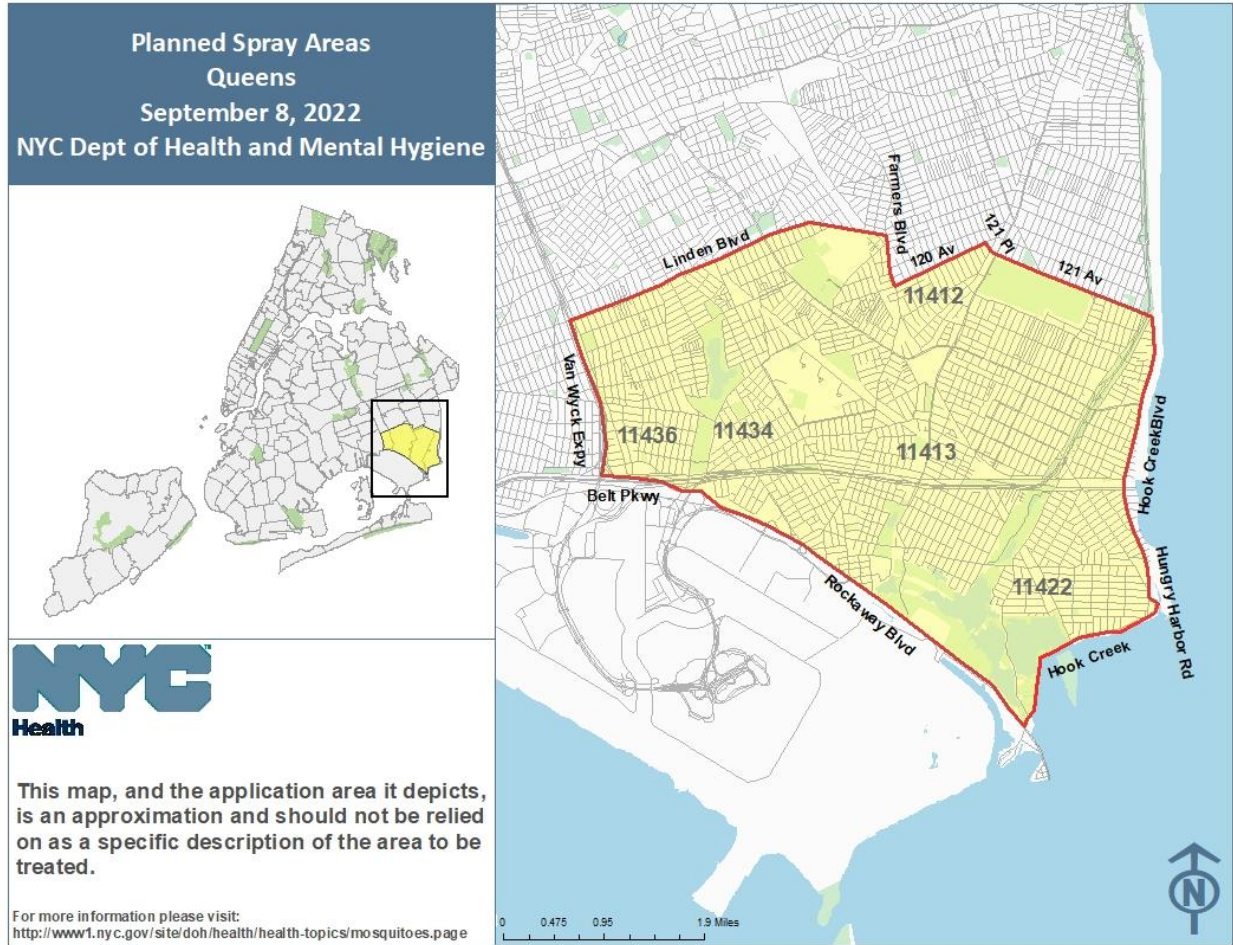 Planned Spray Areas
Queens
September 8, 2022
NYC Dept of Health and Mental Hygiene
Linden Blvd
Farmers Blvd
120 Av
121 Pl
121 Av
11412
Van Wyck Expy
11436
11434
11413
Hook CreekBlvd
Belt Pkwy
Rockaway Blvd
11422
Hungry Harbor Rd
Hook Creek
NYC
Health
This map, and the application area it depicts,
is an approximation and should not be relied
on as a specific description of the area to be
treated.
For more information please visit:
http://www1.nyc.gov/site/doh/health/health-topics/mosquitoes.page
0 0.475 0.95 1.9 Miles
N